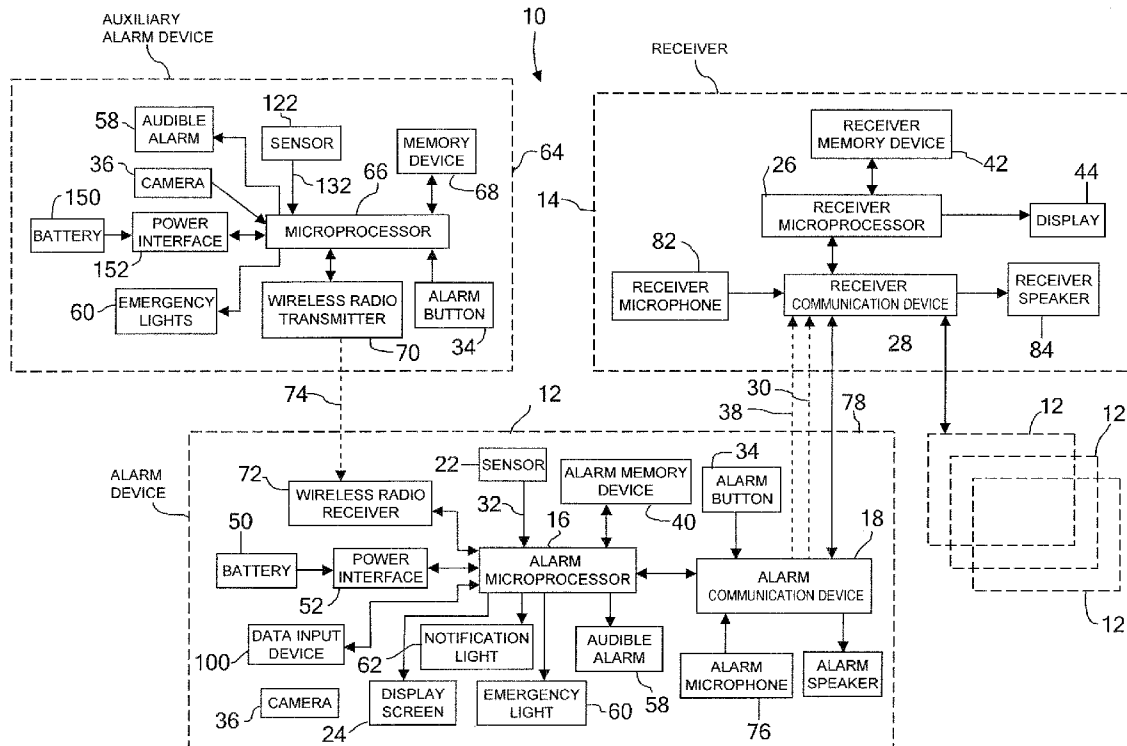 AUXILIARY
ALARM DEVICE
10
RECEIVER
122
58
AUDIBLE
ALARM
SENSOR
MEMORY
DEVICE
64
36
132
66
68
CAMERA
150
BATTERY
POWER
INTERFACE
MICROPROCESSOR
152
60
EMERGENCY
LIGHTS
WIRELESS RADIO
TRANSMITTER
ALARM
BUTTON
70
34
RECEIVER
MEMORY DEVICE
42
26
44
14
RECEIVER
MICROPROCESSOR
DISPLAY
82
RECEIVER
MICROPHONE
RECEIVER
COMMUNICATION DEVICE
RECEIVER
SPEAKER
28
84
30
38
74
12
78
ALARM
DEVICE
22
SENSOR
ALARM MEMORY
DEVICE
34
ALARM
BUTTON
72
WIRELESS RADIO
RECEIVER
32
16
40
18
50
BATTERY
POWER
INTERFACE
ALARM
MICROPROCESSOR
ALARM
COMMUNICATION DEVICE
52
DATA INPUT
DEVICE
100
NOTIFICATION
LIGHT
62
AUDIBLE
ALARM
58
36
CAMERA
DISPLAY
SCREEN
24
EMERGENCY
LIGHT
60
ALARM
MICROPHONE
76
ALARM
SPEAKER
12
12
12